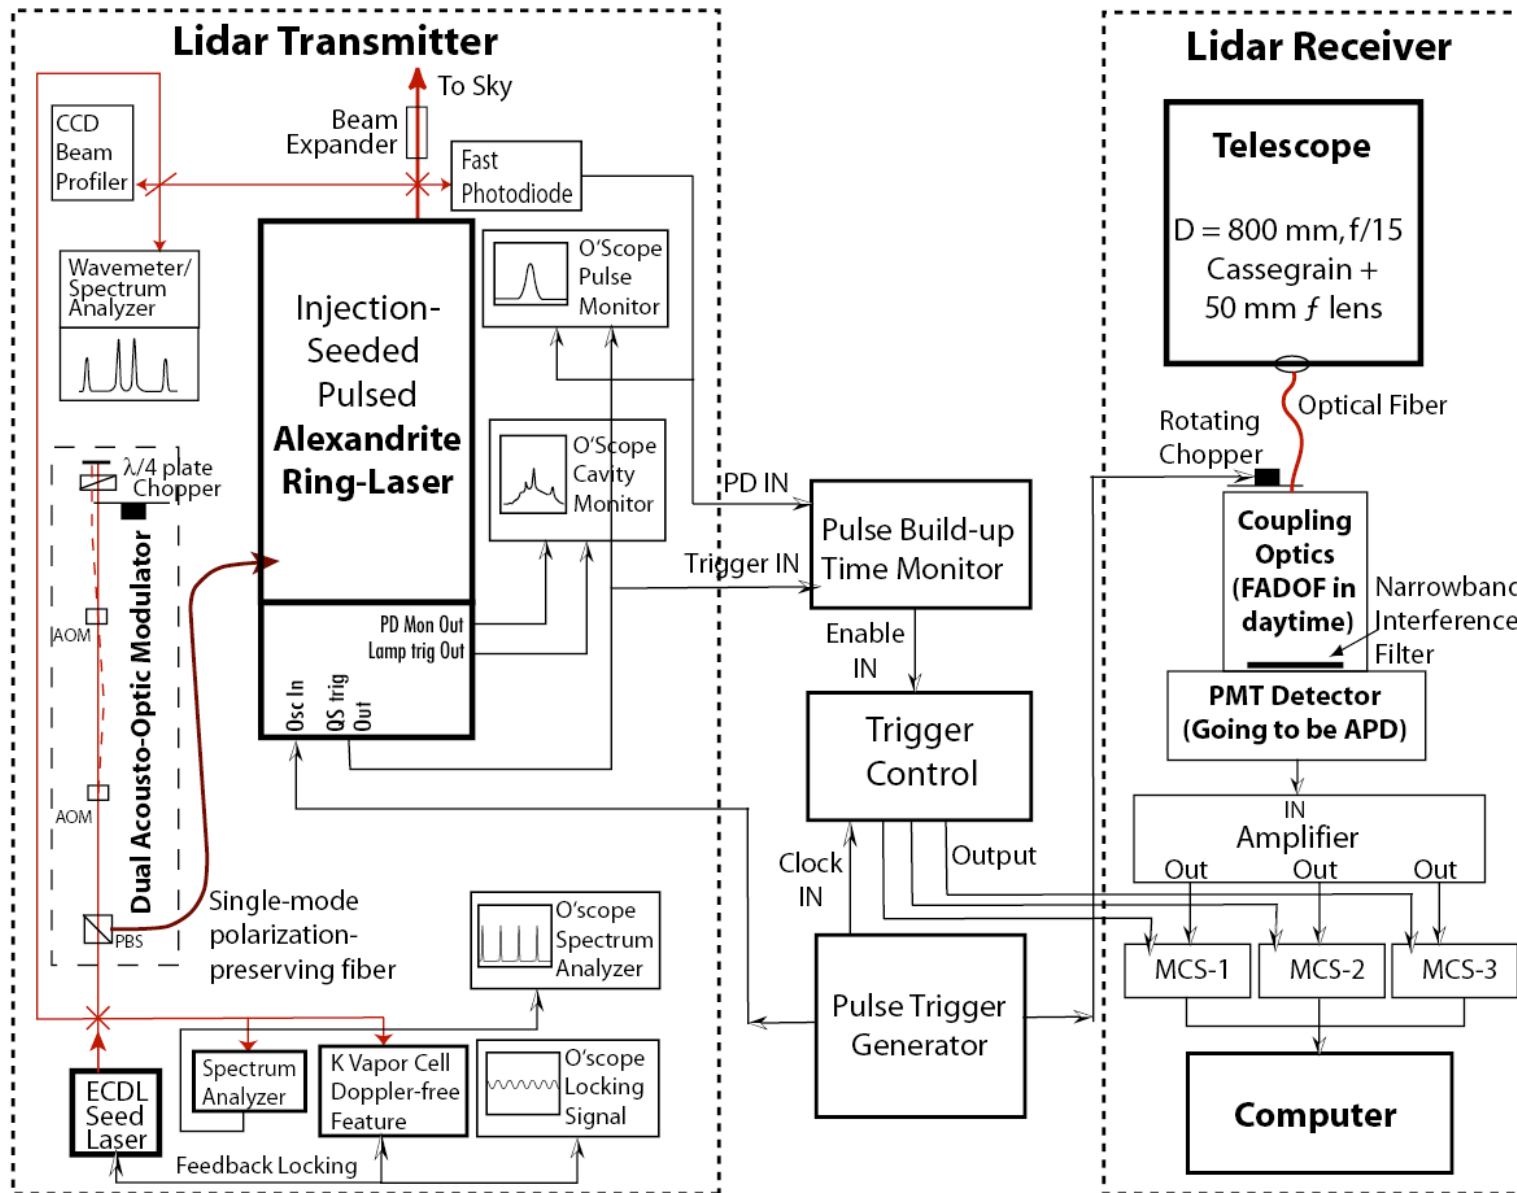 Lidar Transmitter
To Sky
Beam
Expander
CCD
Beam
Profiler
Fast
Photodiode
Wavemeter/
Spectrum
Analyzer
O'Scope
Pulse
Monitor
Injection-
Seeded
Pulsed
Alexandrite
Ring-Laser
O'Scope
Cavity
Monitor
λ/4 plate
Chopper
Dual Acousto-Optic Modulator
AOM
AOM
PBS
PD Mon Out
Lamp trig Out
Osc In
QS trig
Out
Single-mode
polarization-
preserving fiber
O'scope
Spectrum
Analyzer
Spectrum
Analyzer
K Vapor Cell
Doppler-free
Feature
O'scope
Locking
Signal
ECDL
Seed
Laser
Feedback Locking
PD IN
Trigger IN
Pulse Build-up
Time Monitor
Enable
IN
Trigger
Control
Clock
IN
Output
Pulse Trigger
Generator
Lidar Receiver
Telescope
D = 800 mm, f/15
Cassegrain +
50 mm ƒ lens
Optical Fiber
Rotating
Chopper
Coupling
Optics
(FADOF in
daytime)
Narrowband
Interference
Filter
PMT Detector
(Going to be APD)
IN
Amplifier
Out
Out
Out
MCS-1
MCS-2
MCS-3
Computer